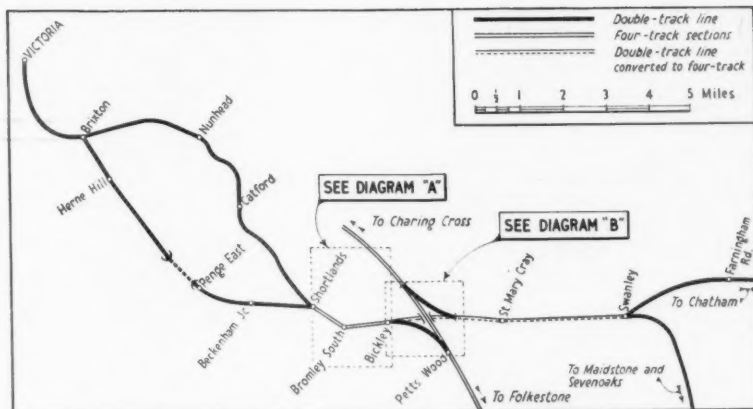 VICTORIA
Brixton
Nunhead
Herne Hill
Catford
Penge East
Beckenham Jc
Shortlands
Bromley South
Bickley
Petts Wood
St. Mary Cray
Swanley
Farningham
Rd.
SEE DIAGRAM "A"
SEE DIAGRAM "B"
To Charing Cross
To Chatham
To Maidstone and
Sevenoaks
To Folkestone
Double-track line
Four-track sections
Double-track line
converted to four-track
0 ½ 1 2 3 4 5 Miles